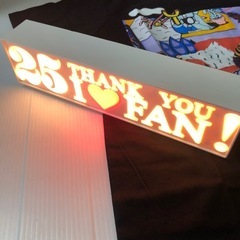 25 THANK YOU
I ❤ FAN !